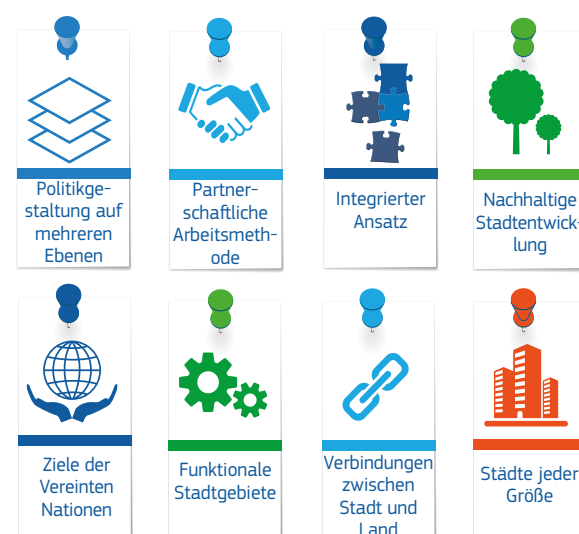 Politikge-
staltung auf
mehreren
Ebenen
Partner-
schaftliche
Arbeitsmeth-
ode
Integrierter
Ansatz
Nachhaltige
Stadtentwick-
lung
Ziele der
Vereinten
Nationen
Funktionale
Stadtgebiete
Verbindungen
zwischen
Stadt und
Land
Städte jeder
Größe